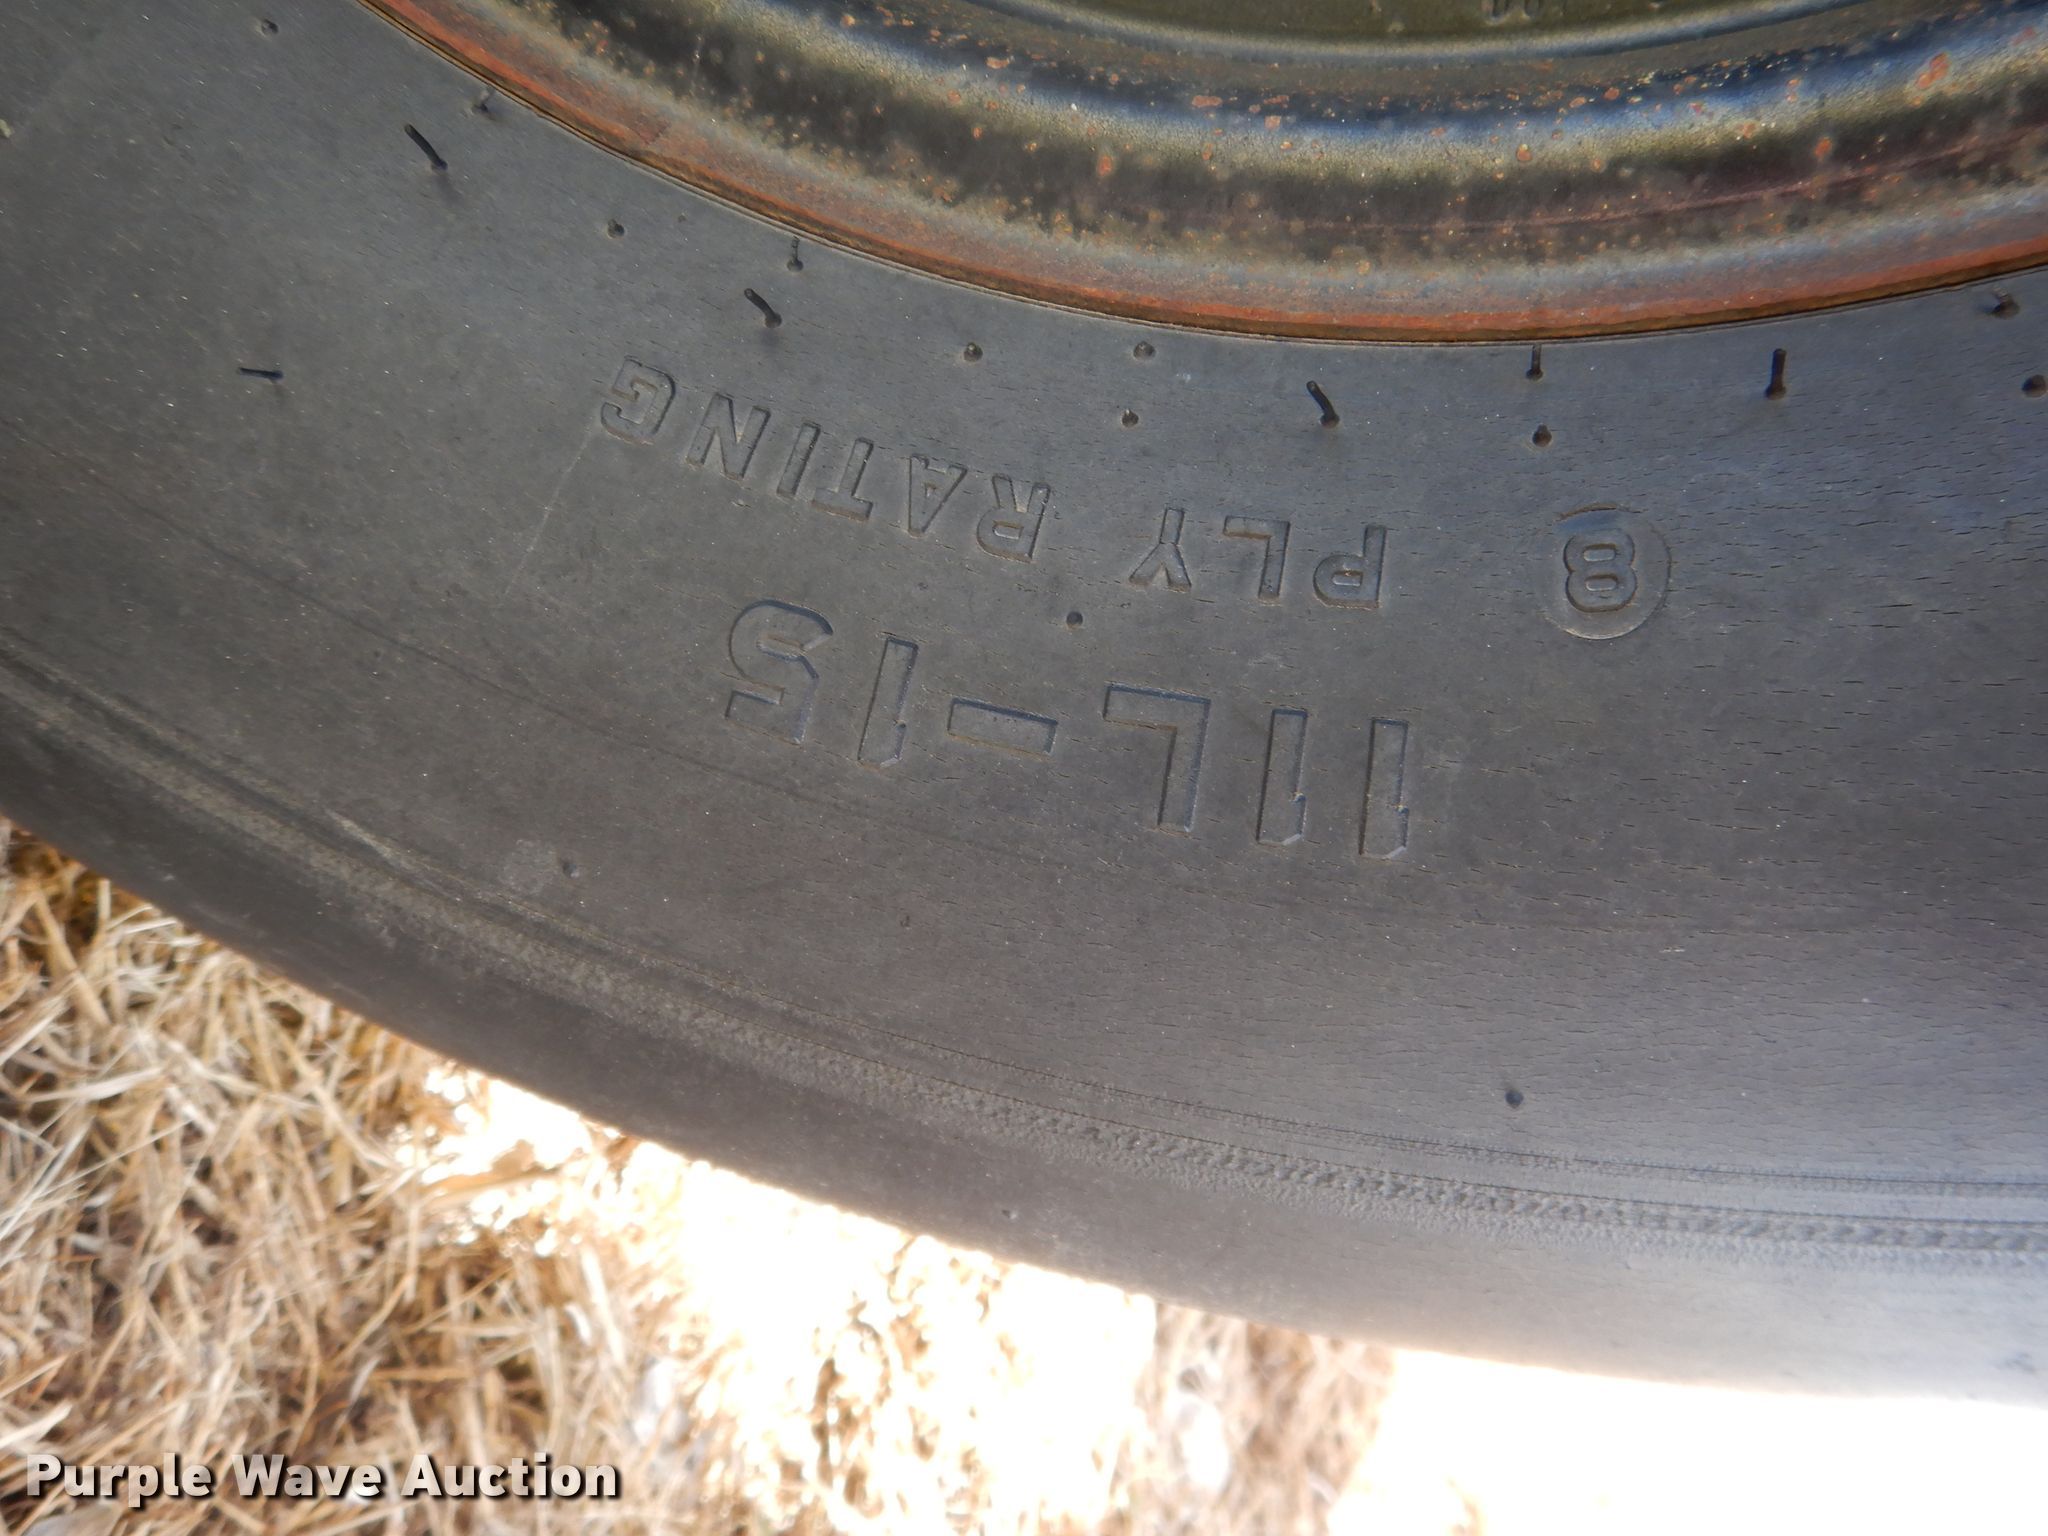 11L-15
8 PLY RATING
Purple Wave Auction